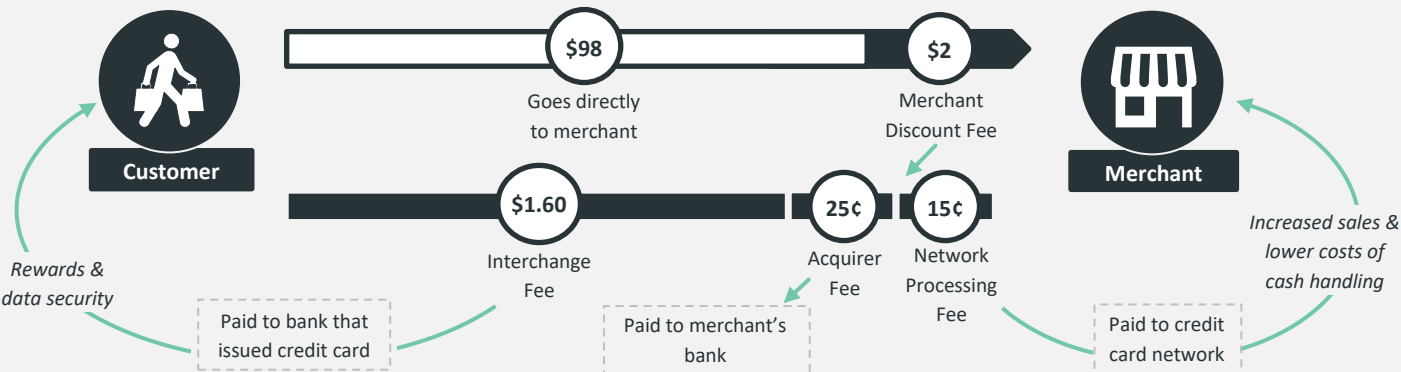 $98
$2
Goes directly
to merchant
Merchant
Discount Fee
Customer
Merchant
$1.60
25¢
15¢
Interchange
Fee
Acquirer
Fee
Network
Processing
Fee
Rewards &
data security
Increased sales &
lower costs of
cash handling
Paid to bank that
issued credit card
Paid to merchant's
bank
Paid to credit
card network